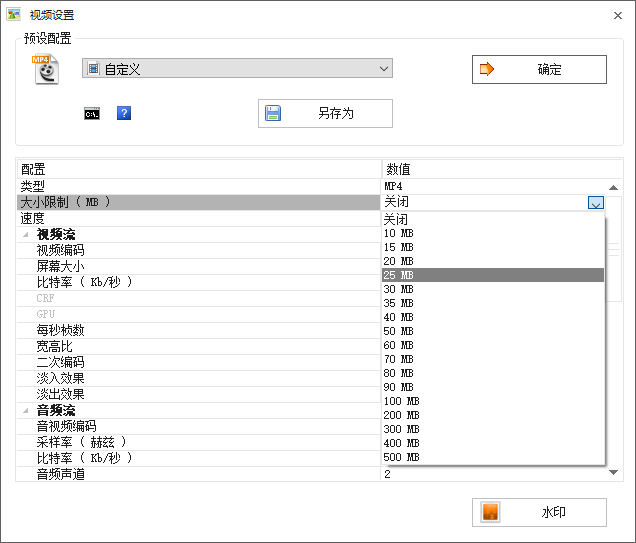 视频设置
预设配置
MP4
自定义
确定
C:\.
?
另存为
配置 数值
类型 MP4
大小限制 ( MB ) 关闭
速度 关闭
视频流 10 MB
视频编码 15 MB
屏幕大小 20 MB
比特率 ( Kb/秒 ) 25 MB
CRF 30 MB
GPU 35 MB
每秒桢数 40 MB
宽高比 50 MB
二次编码 60 MB
淡入效果 70 MB
淡出效果 80 MB
音频流 90 MB
音视频编码 100 MB
采样率 ( 赫兹 ) 200 MB
比特率 ( Kb/秒 ) 300 MB
400 MB
500 MB
音频声道 2
水印